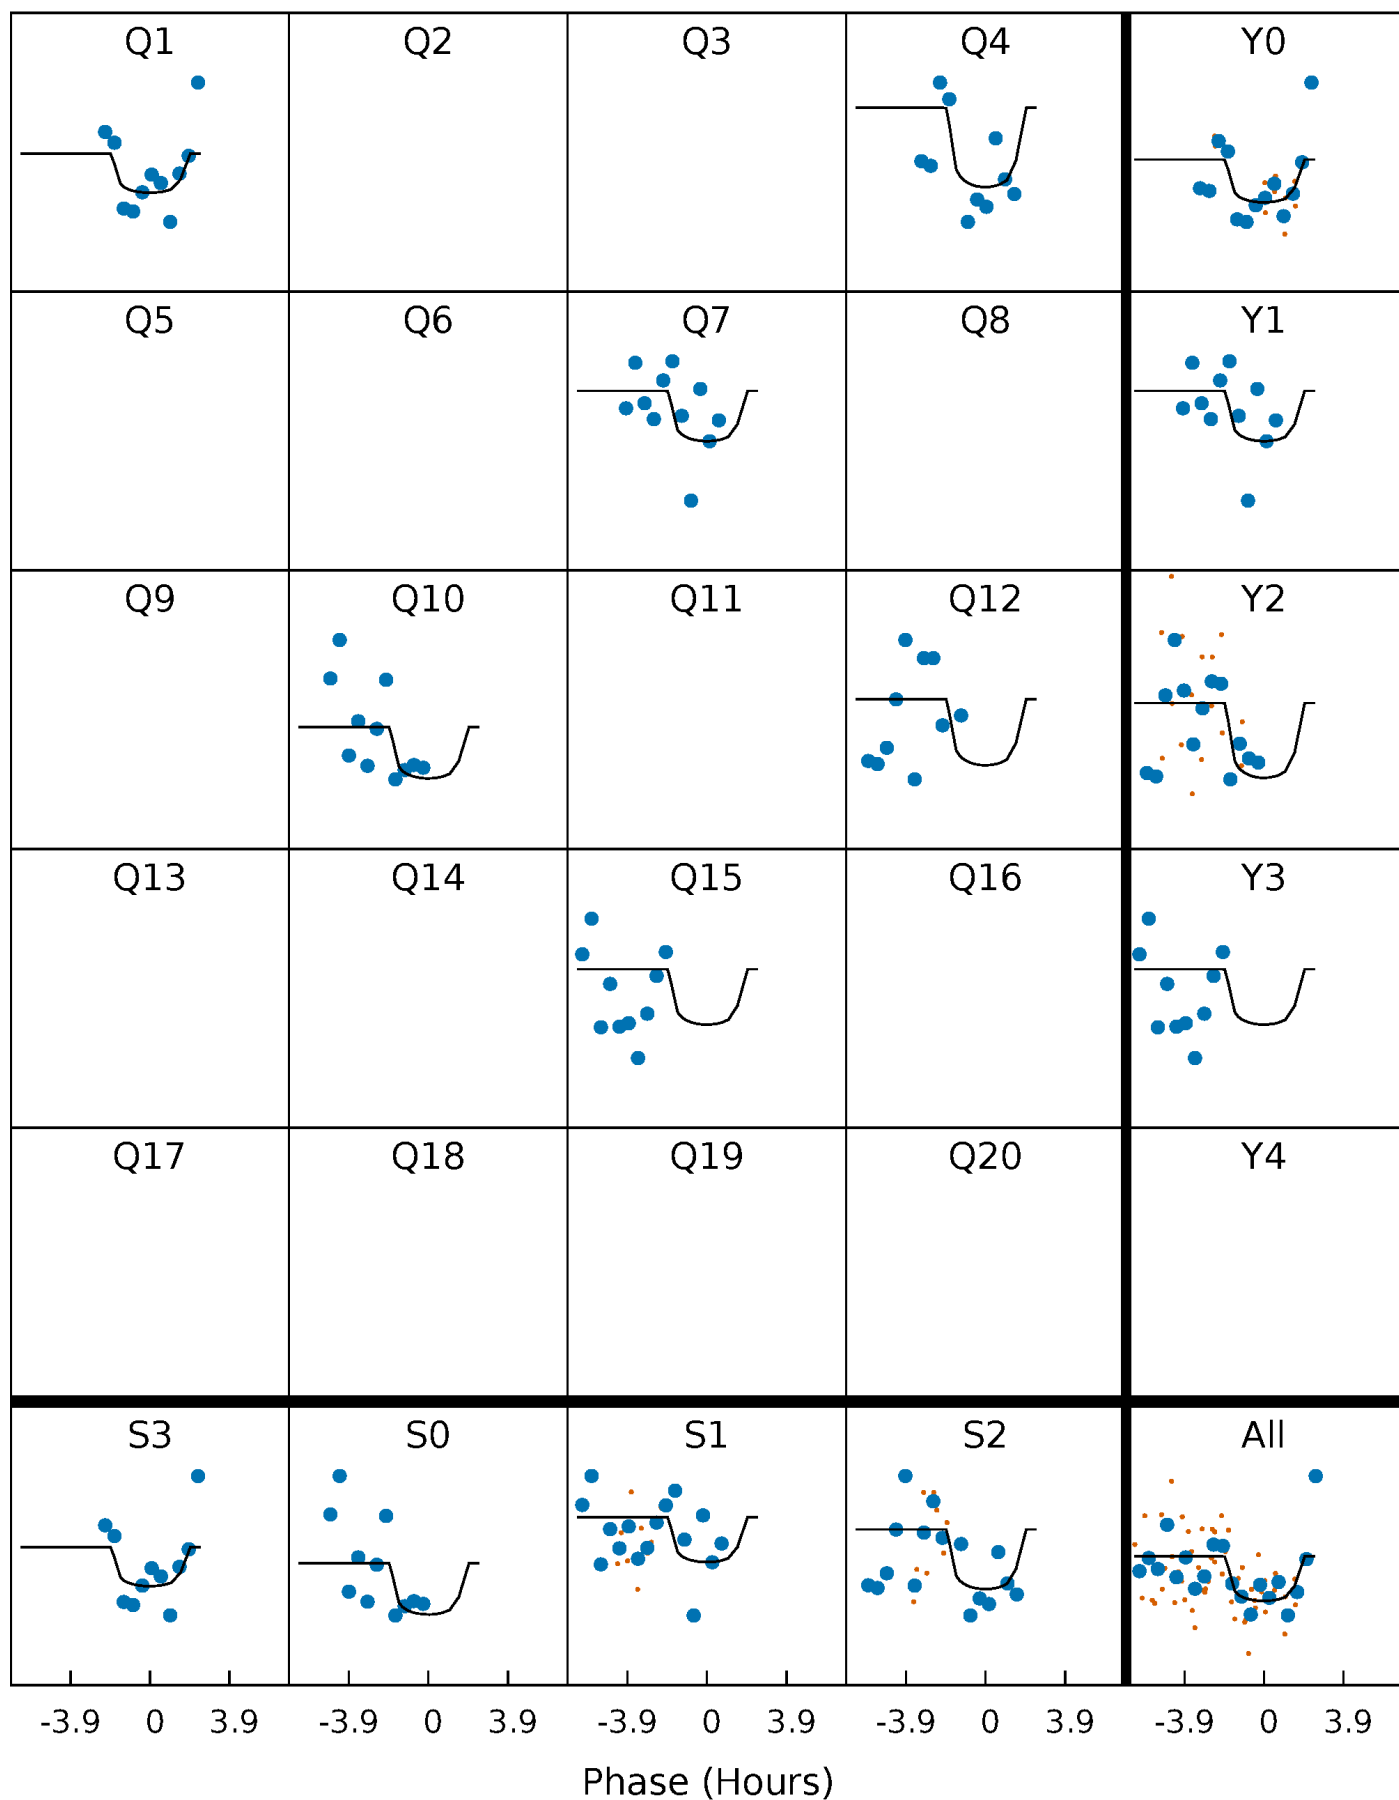 Q1 Q2 Q3 Q4 Y0
Q5 Q6 Q7 Q8 Y1
Q9 Q10 Q11 Q12 Y2
Q13 Q14 Q15 Q16 Y3
Q17 Q18 Q19 Q20 Y4
S3 S0 S1 S2 All
-3.9 0 3.9 -3.9 0 3.9 -3.9 0 3.9 -3.9 0 3.9 -3.9 0 3.9
Phase (Hours)